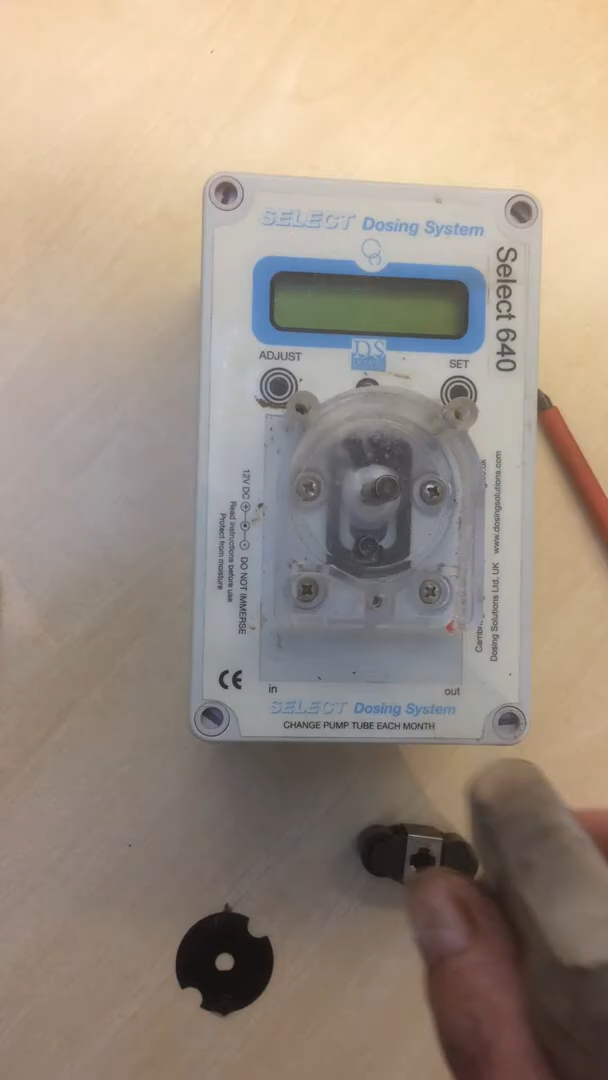 SELECT Dosing System
Select 640
DS
ADJUST
SET
12V DC + -
Read instructions before use
Protect from moisture
DO NOT IMMERSE
www.dosingsolutions.com
Dosing Solutions Ltd, UK
CE
in
out
SELECT Dosing System
CHANGE PUMP TUBE EACH MONTH